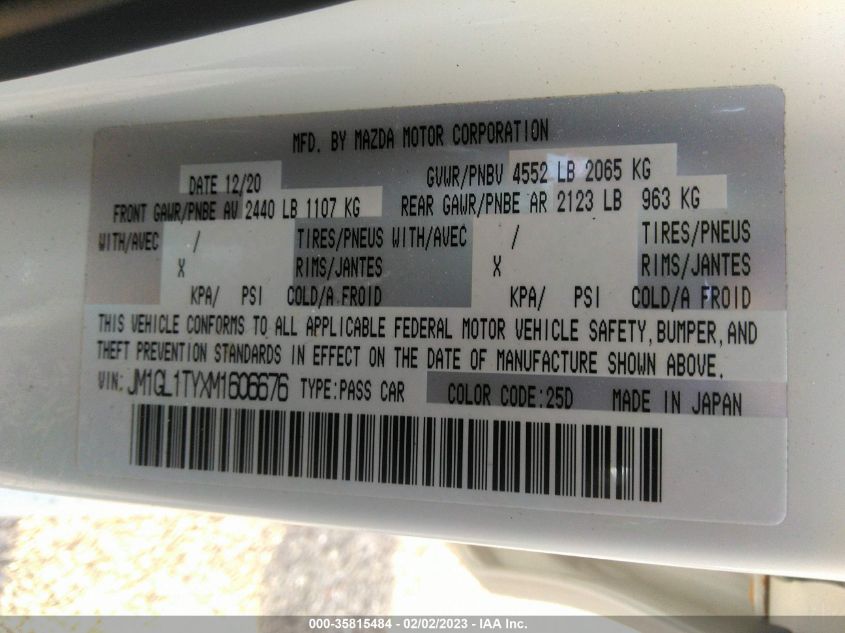 MFD. BY MAZDA MOTOR CORPORATION
DATE 12/20 GVWR/PNBV 4552 LB 2065 KG
FRONT GAWR/PNBE AV 2440 LB 1107 KG REAR GAWR/PNBE AR 2123 LB 963 KG
WITH/AVEC / TIRES/PNEUS WITH/AVEC / TIRES/PNEUS
X RIMS/JANTES X RIMS/JANTES
KPA/ PSI COLD/A FROID KPA/ PSI COLD/A FROID
THIS VEHICLE CONFORMS TO ALL APPLICABLE FEDERAL MOTOR VEHICLE SAFETY, BUMPER, AND
THEFT PREVENTION STANDARDS IN EFFECT ON THE DATE OF MANUFACTURE SHOWN ABOVE.
VIN: JM1GL1TYXM1606676 TYPE:PASS CAR COLOR CODE:25D MADE IN JAPAN
000-35815484 - 02/02/2023 - IAA Inc.